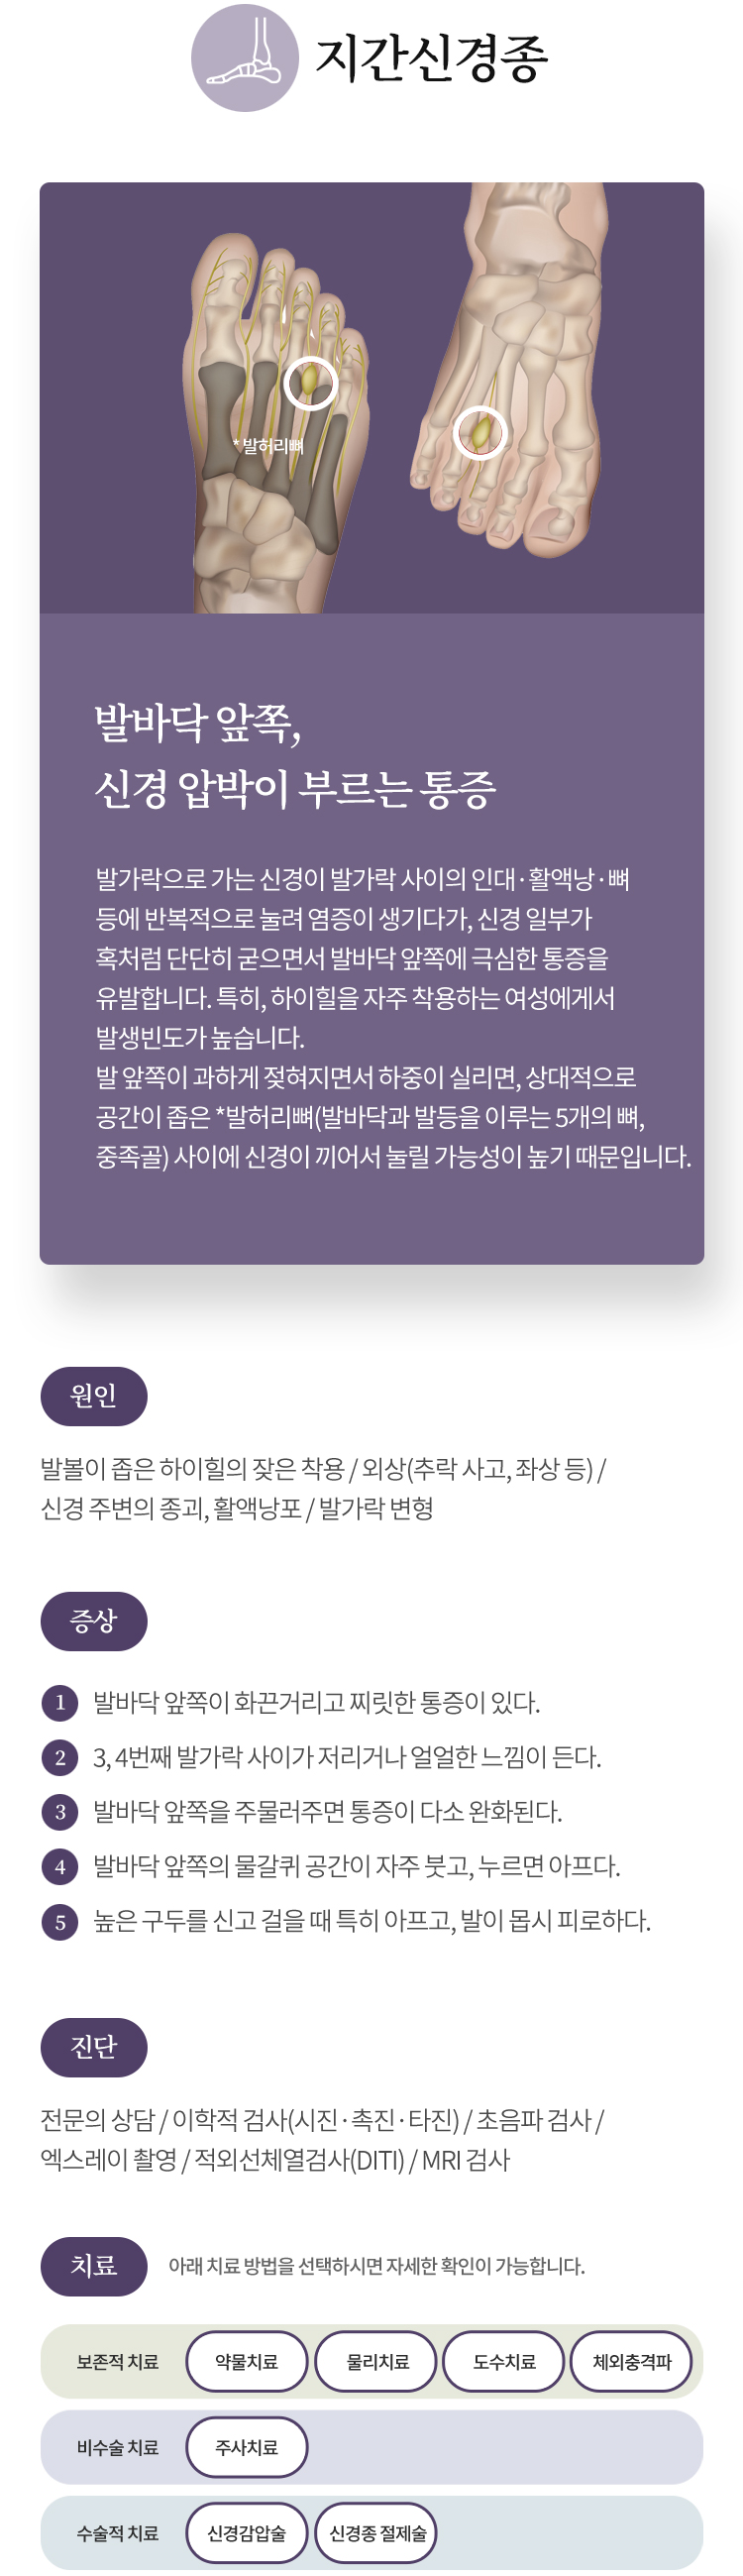 지간신경종
* 발허리뼈
발바닥 앞쪽,
신경 압박이 부르는 통증
발가락으로 가는 신경이 발가락 사이의 인대·활액낭·뼈
등에 반복적으로 눌려 염증이 생기다가, 신경 일부가
혹처럼 단단히 굳으면서 발바닥 앞쪽에 극심한 통증을
유발합니다. 특히, 하이힐을 자주 착용하는 여성에게서
발생빈도가 높습니다.
발 앞쪽이 과하게 젖혀지면서 하중이 실리면, 상대적으로
공간이 좁은 *발허리뼈(발바닥과 발등을 이루는 5개의 뼈,
중족골) 사이에 신경이 끼어서 눌릴 가능성이 높기 때문입니다.
원인
발볼이 좁은 하이힐의 잦은 착용 / 외상(추락 사고, 좌상 등) /
신경 주변의 종괴, 활액낭포 / 발가락 변형
증상
1 발바닥 앞쪽이 화끈거리고 찌릿한 통증이 있다.
2 3, 4번째 발가락 사이가 저리거나 얼얼한 느낌이 든다.
3 발바닥 앞쪽을 주물러주면 통증이 다소 완화된다.
4 발바닥 앞쪽의 물갈퀴 공간이 자주 붓고, 누르면 아프다.
5 높은 구두를 신고 걸을 때 특히 아프고, 발이 몹시 피로하다.
진단
전문의 상담 / 이학적 검사(시진·촉진·타진) / 초음파 검사 /
엑스레이 촬영 / 적외선체열검사(DITI) / MRI 검사
치료 아래 치료 방법을 선택하시면 자세한 확인이 가능합니다.
보존적 치료 약물치료 물리치료 도수치료 체외충격파
비수술 치료 주사치료
수술적 치료 신경감압술 신경종 절제술